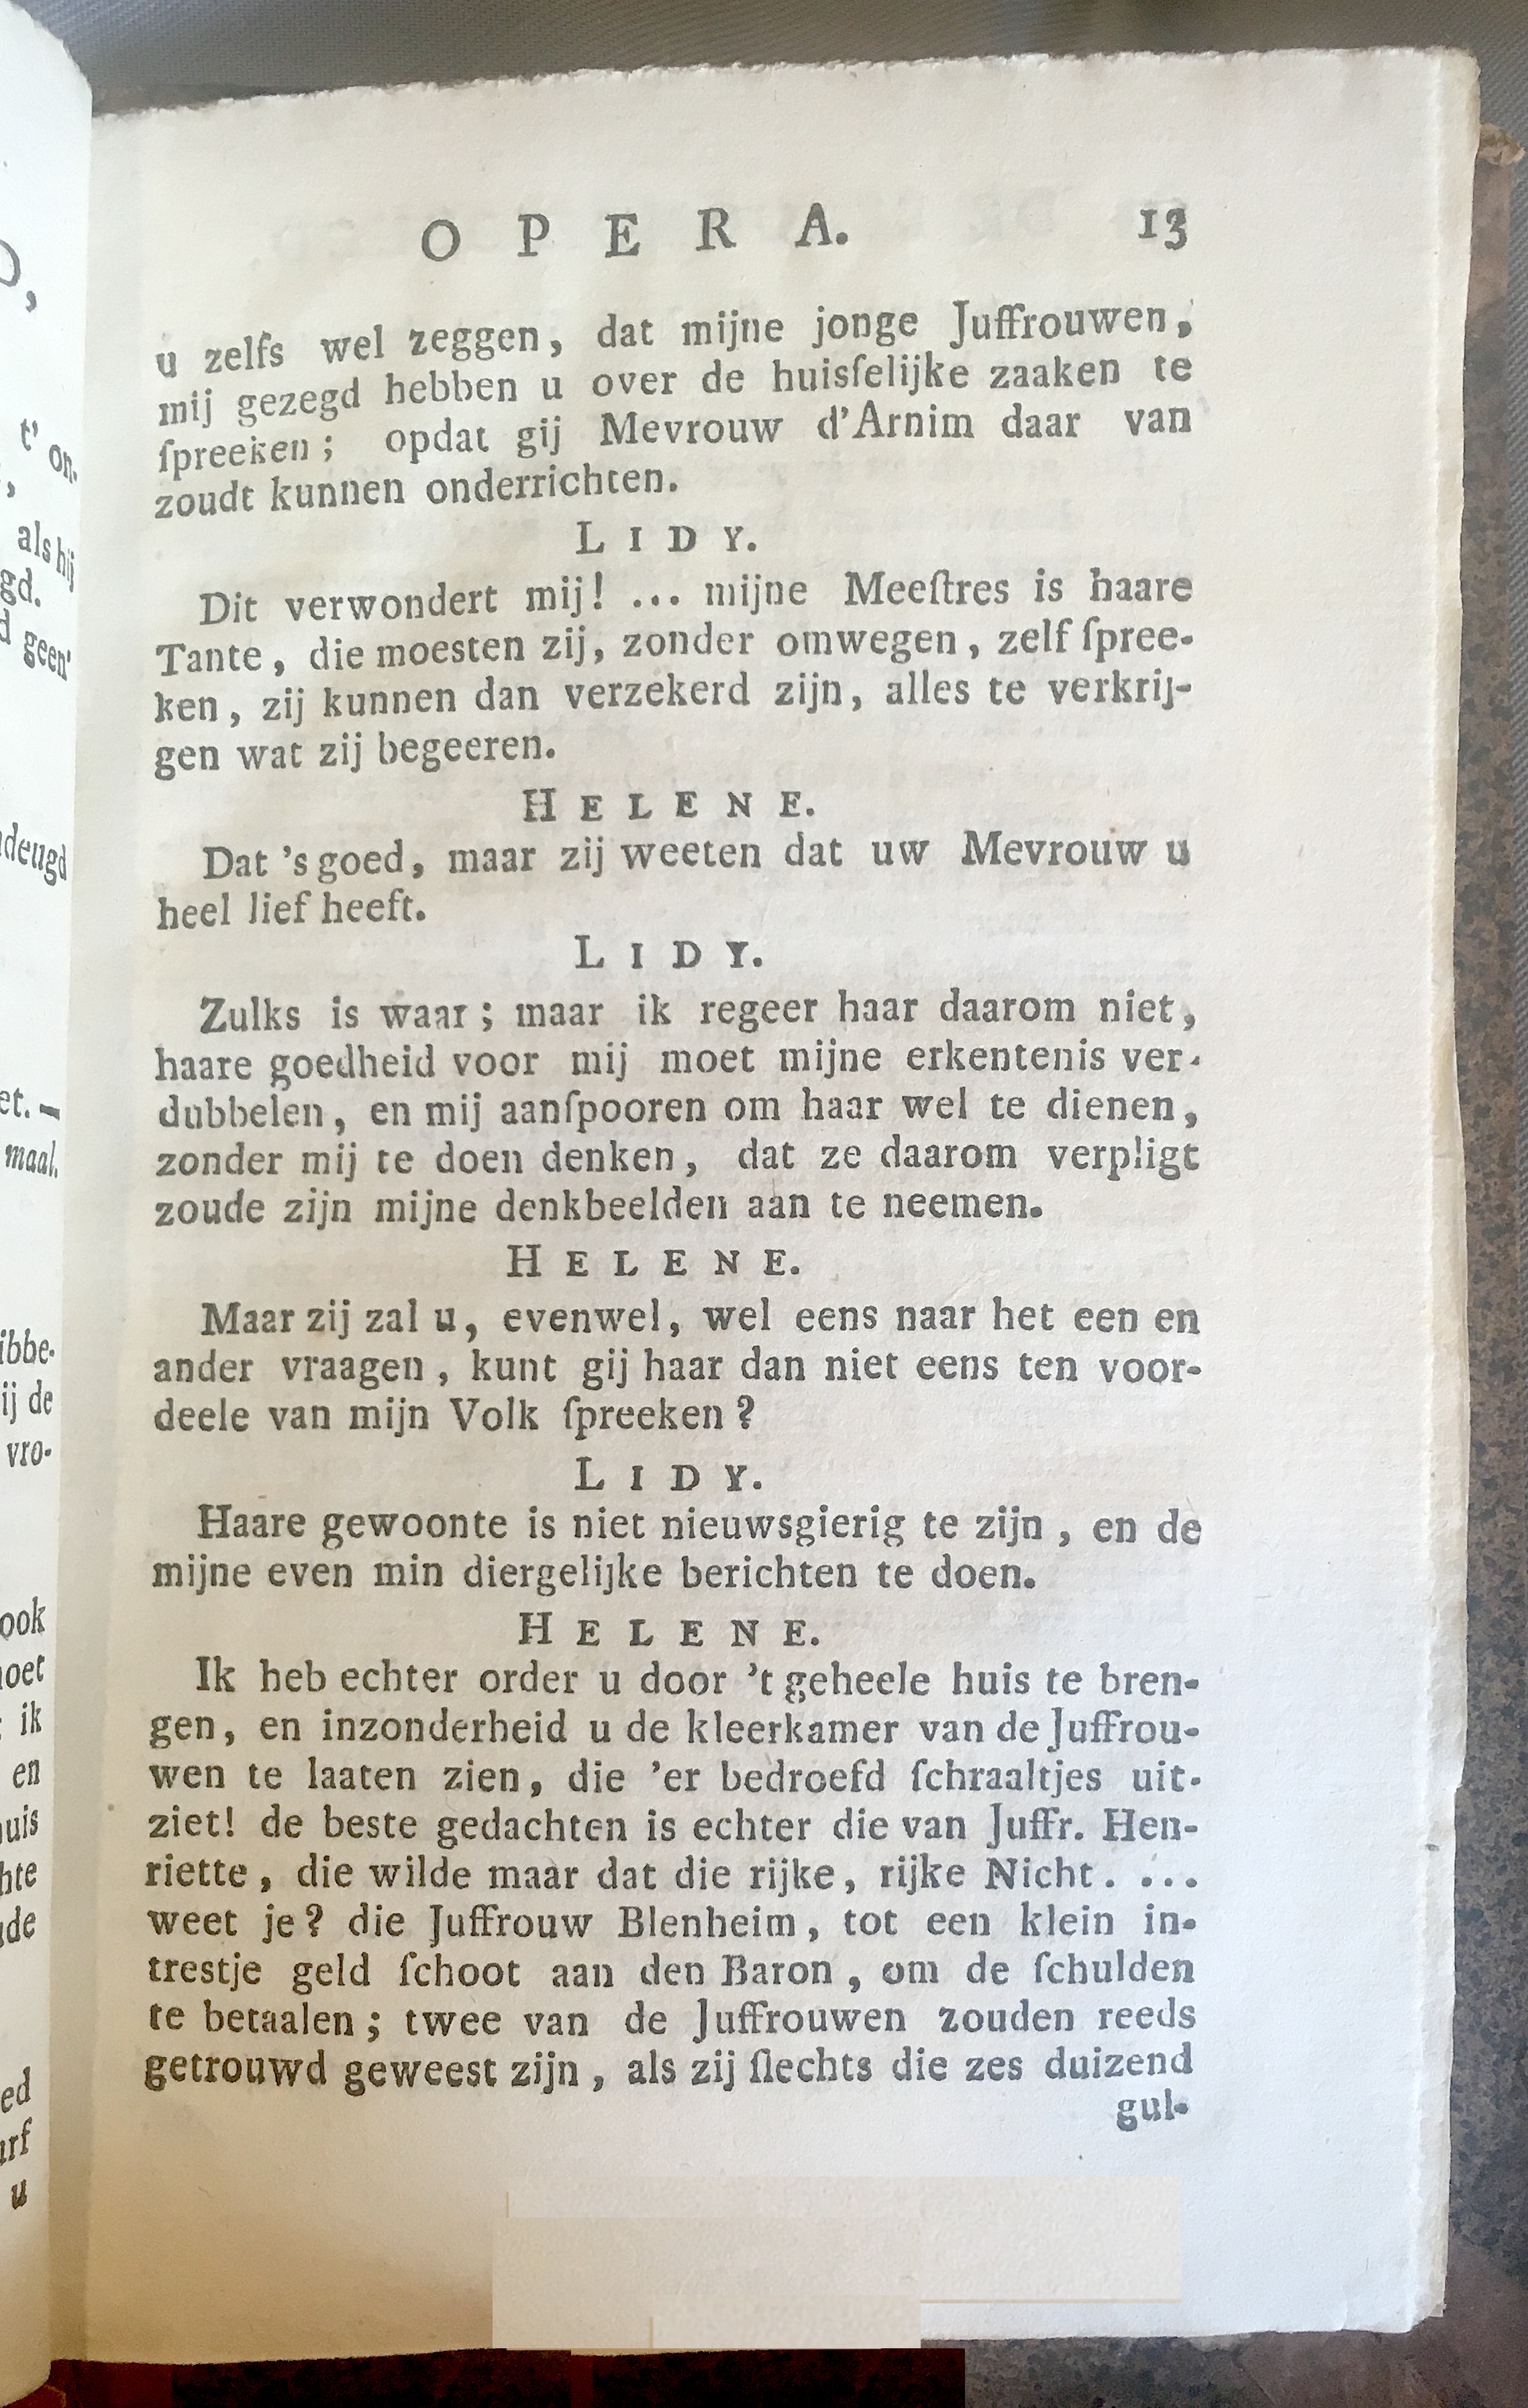 O P E R A. 13
u zelfs wel zeggen, dat mijne jonge Juffrouwen,
mij gezegd hebben u over de huisſelijke zaaken te
ſpreeken; opdat gij Mevrouw d'Arnim daar van
zoudt kunnen onderrichten.
LIDY.
Dit verwondert mij! ... mijne Meeſtres is haare
Tante, die moesten zij, zonder omwegen, zelf ſpree-
ken, zij kunnen dan verzekerd zijn, alles te verkrij-
gen wat zij begeeren.
HELENE.
Dat 's goed, maar zij weeten dat uw Mevrouw u
heel lief heeft.
LIDY.
Zulks is waar; maar ik regeer haar daarom niet,
haare goedheid voor mij moet mijne erkentenis ver-
dubbelen, en mij aanſpooren om haar wel te dienen,
zonder mij te doen denken, dat ze daarom verpligt
zoude zijn mijne denkbeelden aan te neemen.
HELENE.
Maar zij zal u, evenwel, wel eens naar het een en
ander vraagen, kunt gij haar dan niet eens ten voor-
deele van mijn Volk ſpreeken?
LIDY.
Haare gewoonte is niet nieuwsgierig te zijn, en de
mijne even min diergelijke berichten te doen.
HELENE.
Ik heb echter order u door 't geheele huis te bren-
gen, en inzonderheid u de kleerkamer van de Juffrou-
wen te laaten zien, die 'er bedroefd ſchraaltjes uit-
ziet! de beste gedachten is echter die van Juffr. Hen-
riette, die wilde maar dat die rijke, rijke Nicht. ...
weet je? die Juffrouw Blenheim, tot een klein in-
trestje geld ſchoot aan den Baron, om de ſchulden
te betaalen; twee van de Juffrouwen zouden reeds
getrouwd geweest zijn, als zij ſlechts die zes duizend
gul-